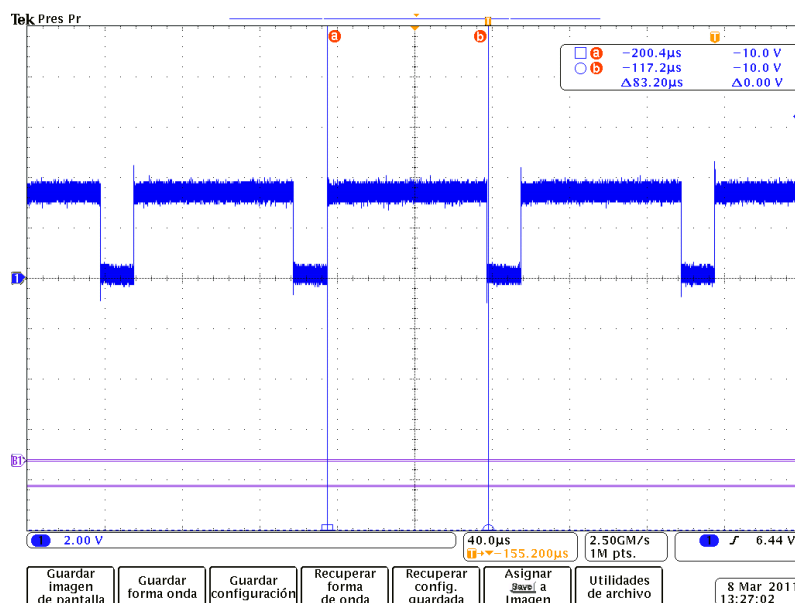 Tek Pres Pr
a
b
T
T
a −200.4µs −10.0 V
b −117.2µs −10.0 V
Δ83.20µs Δ0.00 V
1
B1
1 2.00 V
40.0µs
T→▼−155.200µs
2.50GM/s
1M pts.
1 6.44 V
Guardar
imagen
de pantalla
Guardar
forma onda
Guardar
configuración
Recuperar
forma
de onda
Recuperar
config.
guardada
Asignar
Save a
Imagen
Utilidades
de archivo
8 Mar 2011
13:27:02